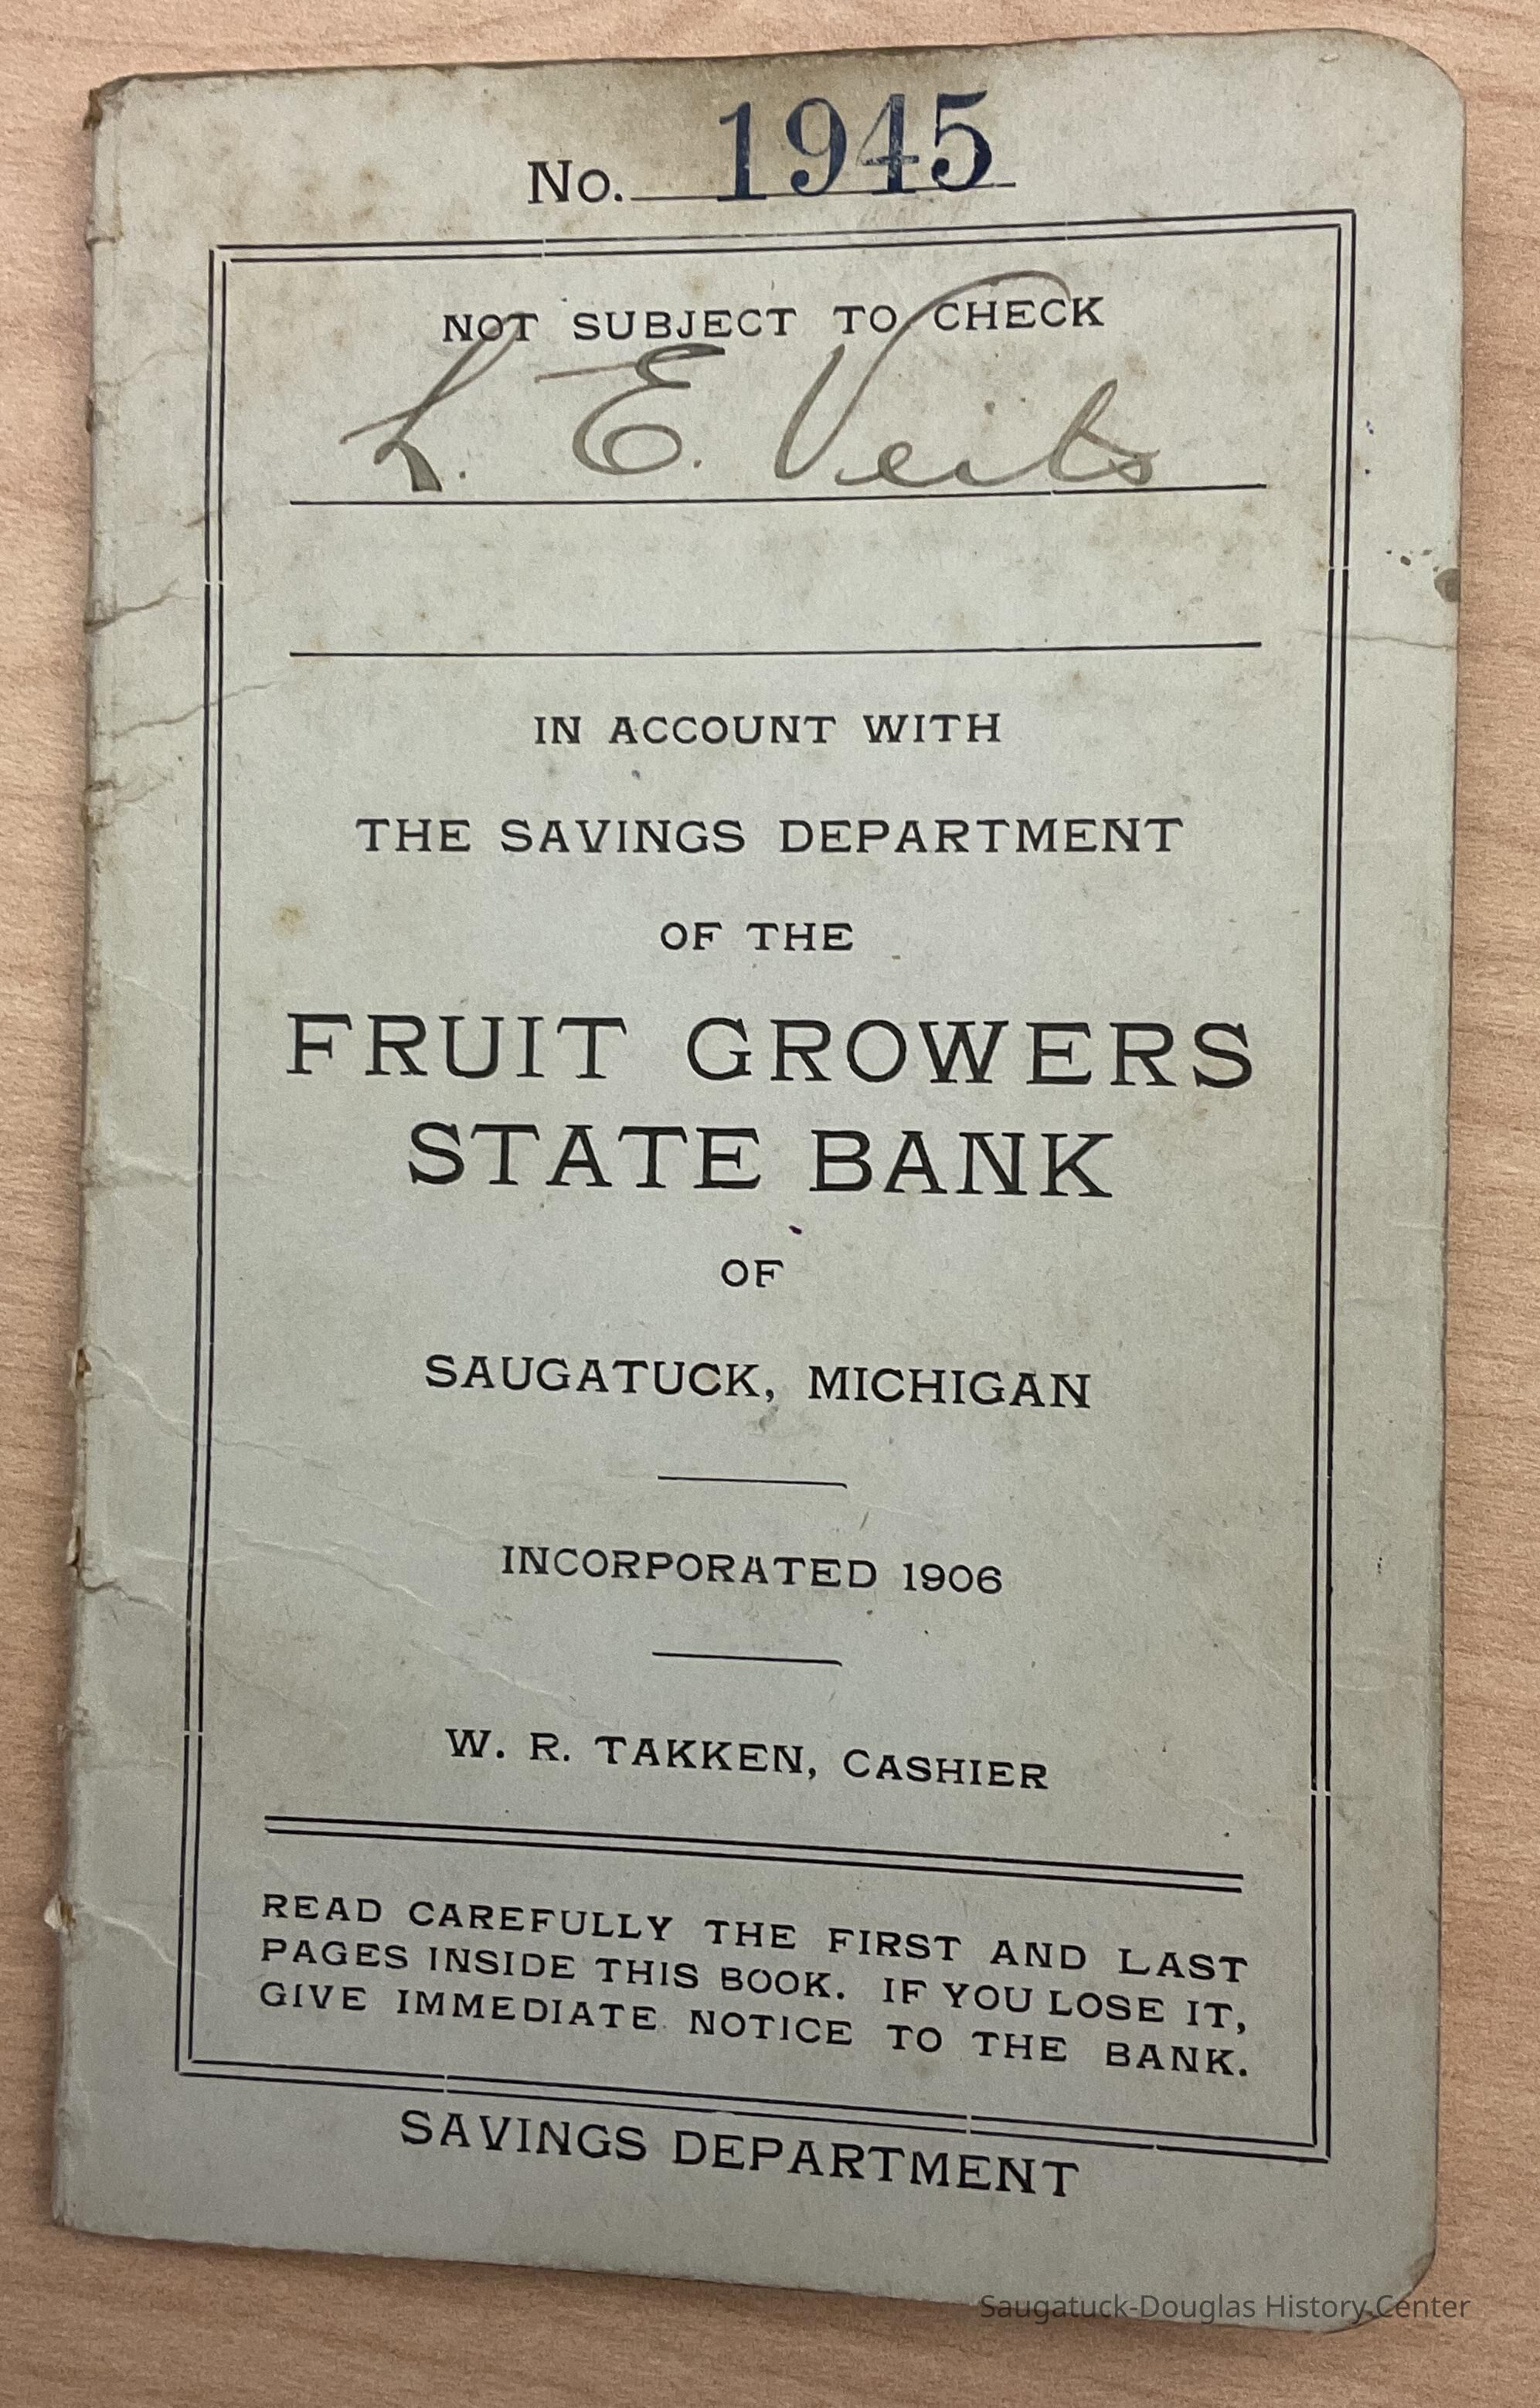 No. 1945
NOT SUBJECT TO CHECK
L. E. Veits
IN ACCOUNT WITH
THE SAVINGS DEPARTMENT
OF THE
FRUIT GROWERS
STATE BANK
OF
SAUGATUCK, MICHIGAN
INCORPORATED 1906
W. R. TAKKEN, CASHIER
READ CAREFULLY THE FIRST AND LAST
PAGES INSIDE THIS BOOK. IF YOU LOSE IT,
GIVE IMMEDIATE NOTICE TO THE BANK.
SAVINGS DEPARTMENT
Saugatuck-Douglas History Center